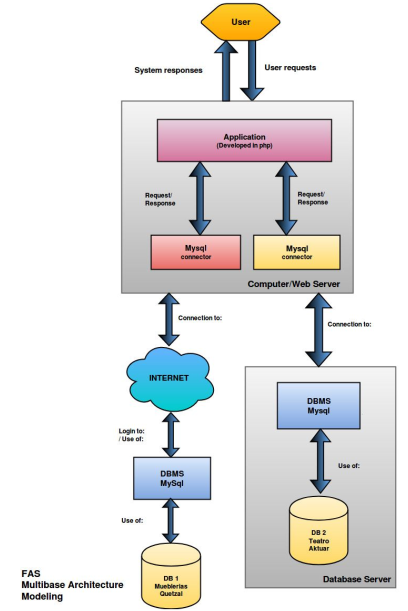 User
System responses
User requests
Application
(Developed in php)
Request/
Response
Request/
Response
Mysql
connector
Mysql
connector
Computer/Web Server
Connection to:
Connection to:
INTERNET
DBMS
Mysql
Login to:
/ Use of:
Use of:
DBMS
MySql
Use of:
DB 2
Teatro
Aktuar
DB 1
Mueblerias
Quetzal
Database Server
FAS
Multibase Architecture
Modeling